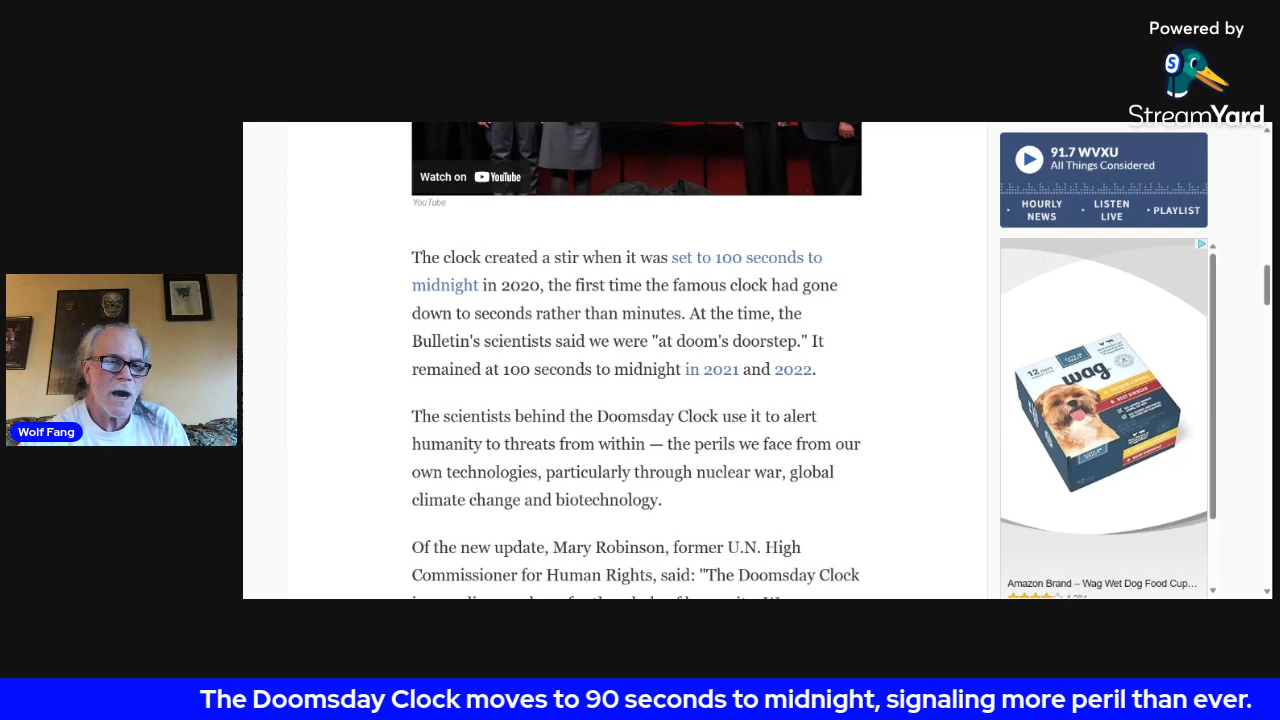 Powered by
StreamYard
Watch on YouTube
YouTube
The clock created a stir when it was set to 100 seconds to
midnight in 2020, the first time the famous clock had gone
down to seconds rather than minutes. At the time, the
Bulletin's scientists said we were "at doom's doorstep." It
remained at 100 seconds to midnight in 2021 and 2022.
The scientists behind the Doomsday Clock use it to alert
humanity to threats from within — the perils we face from our
own technologies, particularly through nuclear war, global
climate change and biotechnology.
Of the new update, Mary Robinson, former U.N. High
Commissioner for Human Rights, said: "The Doomsday Clock
91.7 WVXU
All Things Considered
HOURLY NEWS
LISTEN LIVE
PLAYLIST
12 CUPS
wag
Amazon Brand – Wag Wet Dog Food Cup...
Wolf Fang
The Doomsday Clock moves to 90 seconds to midnight, signaling more peril than ever.